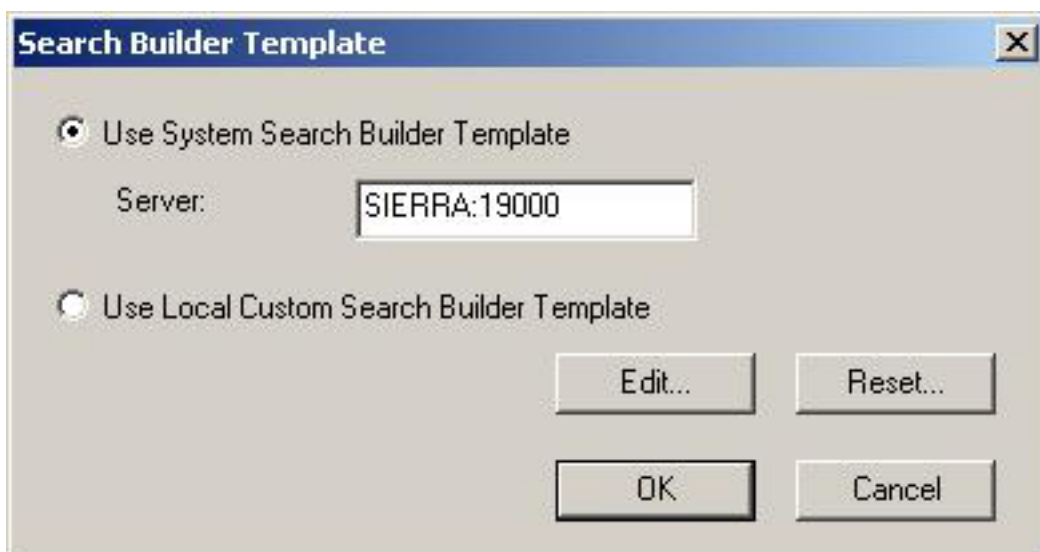 Search Builder Template
Use System Search Builder Template
Server: SIERRA:19000
Use Local Custom Search Builder Template
Edit... Reset...
OK Cancel